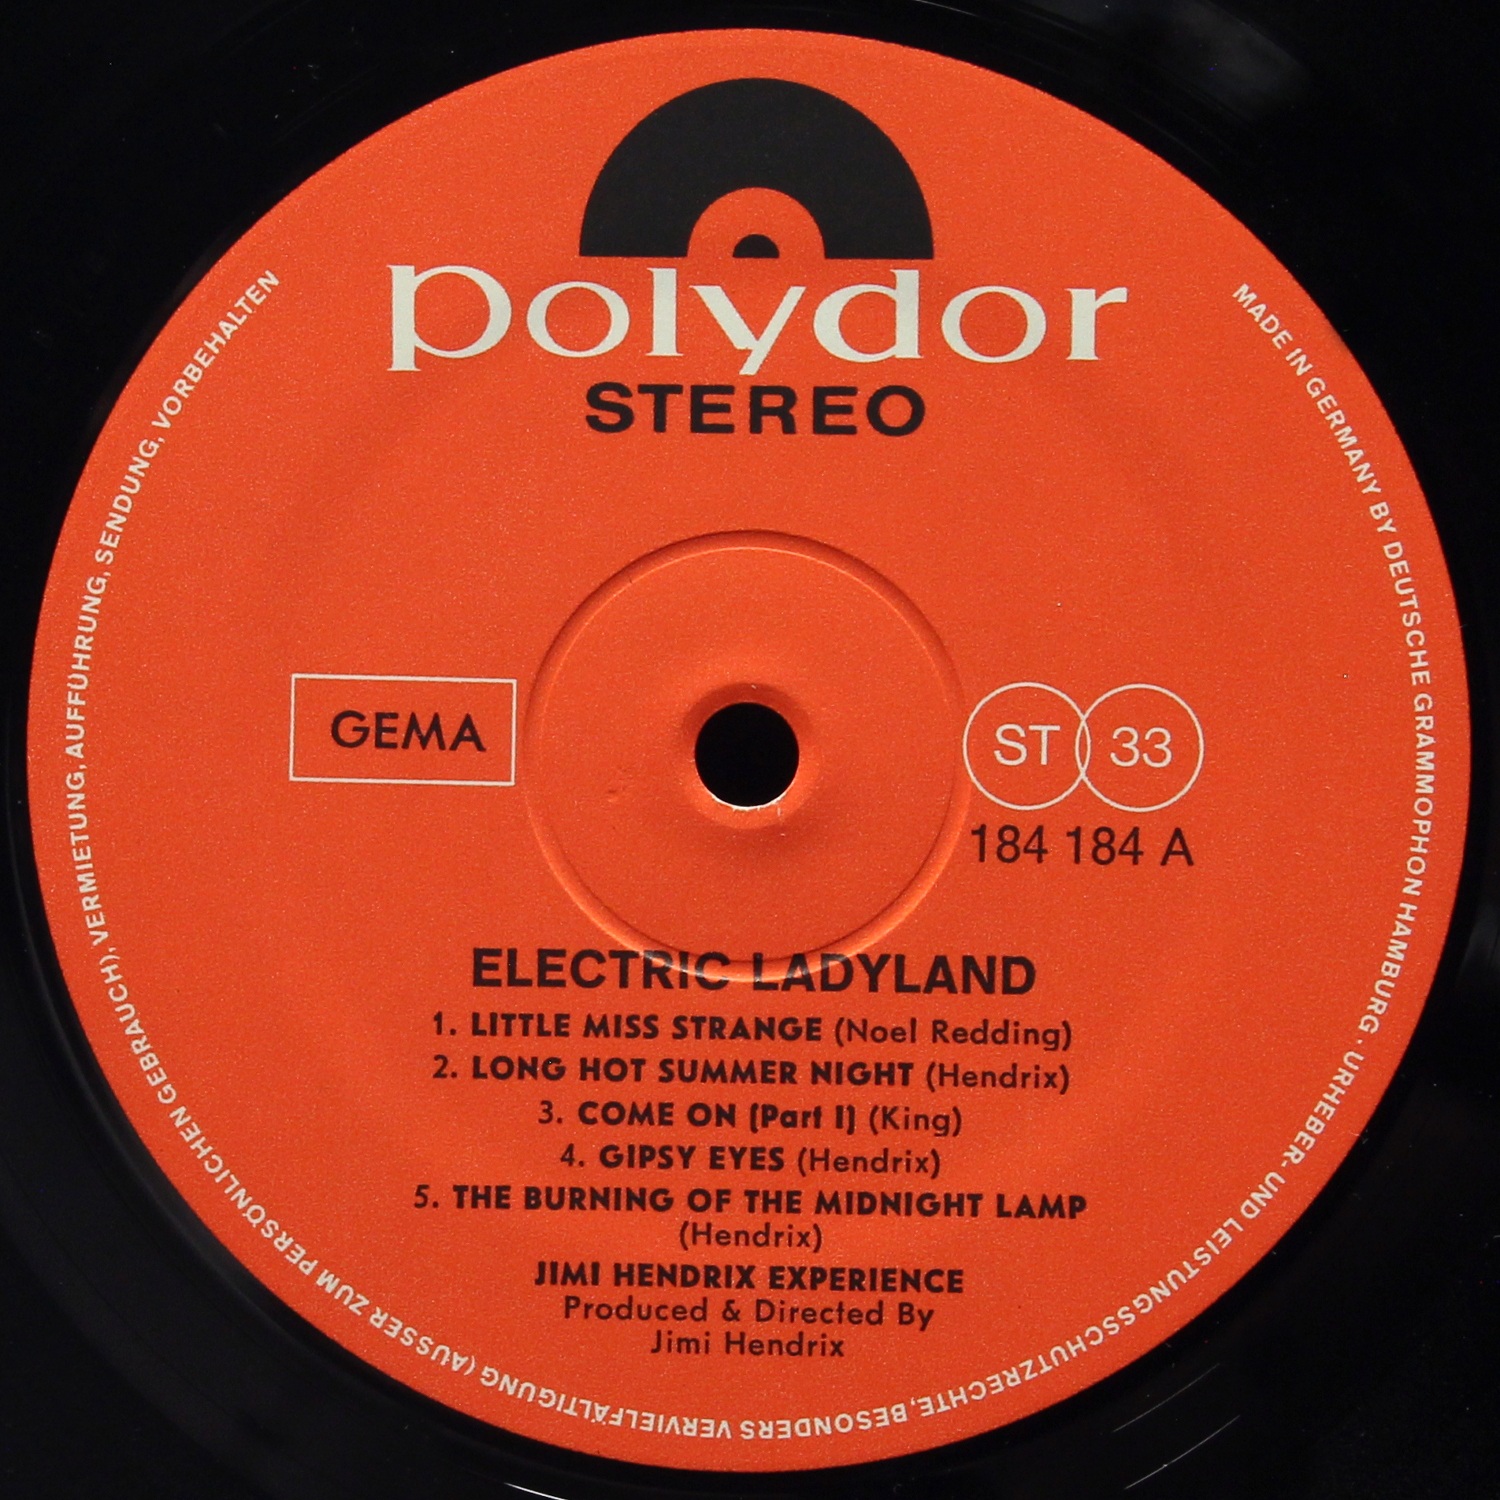 polydor
STEREO
GEMA
ST 33
184 184 A
ELECTRIC LADYLAND
1. LITTLE MISS STRANGE (Noel Redding)
2. LONG HOT SUMMER NIGHT (Hendrix)
3. COME ON (Part I) (King)
4. GIPSY EYES (Hendrix)
5. THE BURNING OF THE MIDNIGHT LAMP
(Hendrix)
JIMI HENDRIX EXPERIENCE
Produced & Directed By
Jimi Hendrix
MADE IN GERMANY BY DEUTSCHE GRAMMOPHON HAMBURG · URHEBER- UND LEISTUNGSSCHUTZRECHTE, BESONDERS VERVIELFÄLTIGUNG (AUSSER ZUM PERSÖNLICHEN GEBRAUCH), VERMIETUNG, AUFFÜHRUNG, SENDUNG, VORBEHALTEN